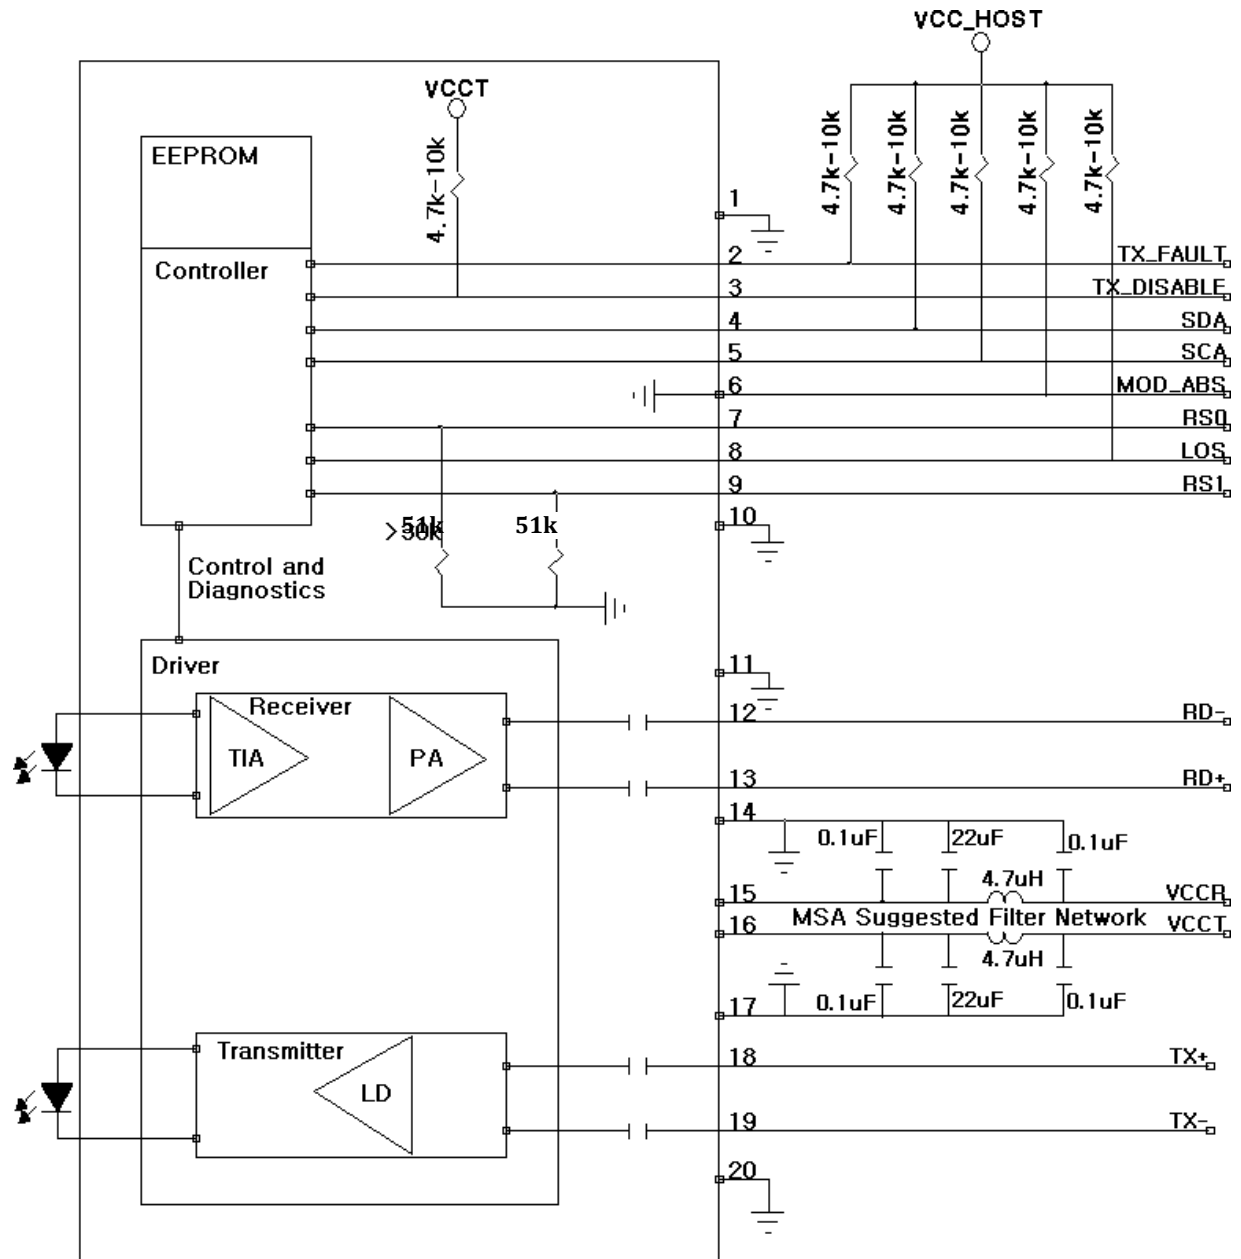 VCC_HOST
VCCT
4.7k-10k
4.7k-10k
4.7k-10k
4.7k-10k
4.7k-10k
4.7k-10k
EEPROM
Controller
1
2
TX_FAULT
3
TX_DISABLE
4
SDA
5
SCA
6
MOD_ABS
7
RS0
8
LOS
9
RS1
10
51k
51k
Control and
Diagnostics
Driver
11
Receiver
12
RD-
TIA
PA
13
RD+
14
0.1uF
22uF
0.1uF
4.7uH
15
VCCR
MSA Suggested Filter Network
16
VCCT
4.7uH
17
0.1uF
22uF
0.1uF
Transmitter
18
TX+
LD
19
TX-
20